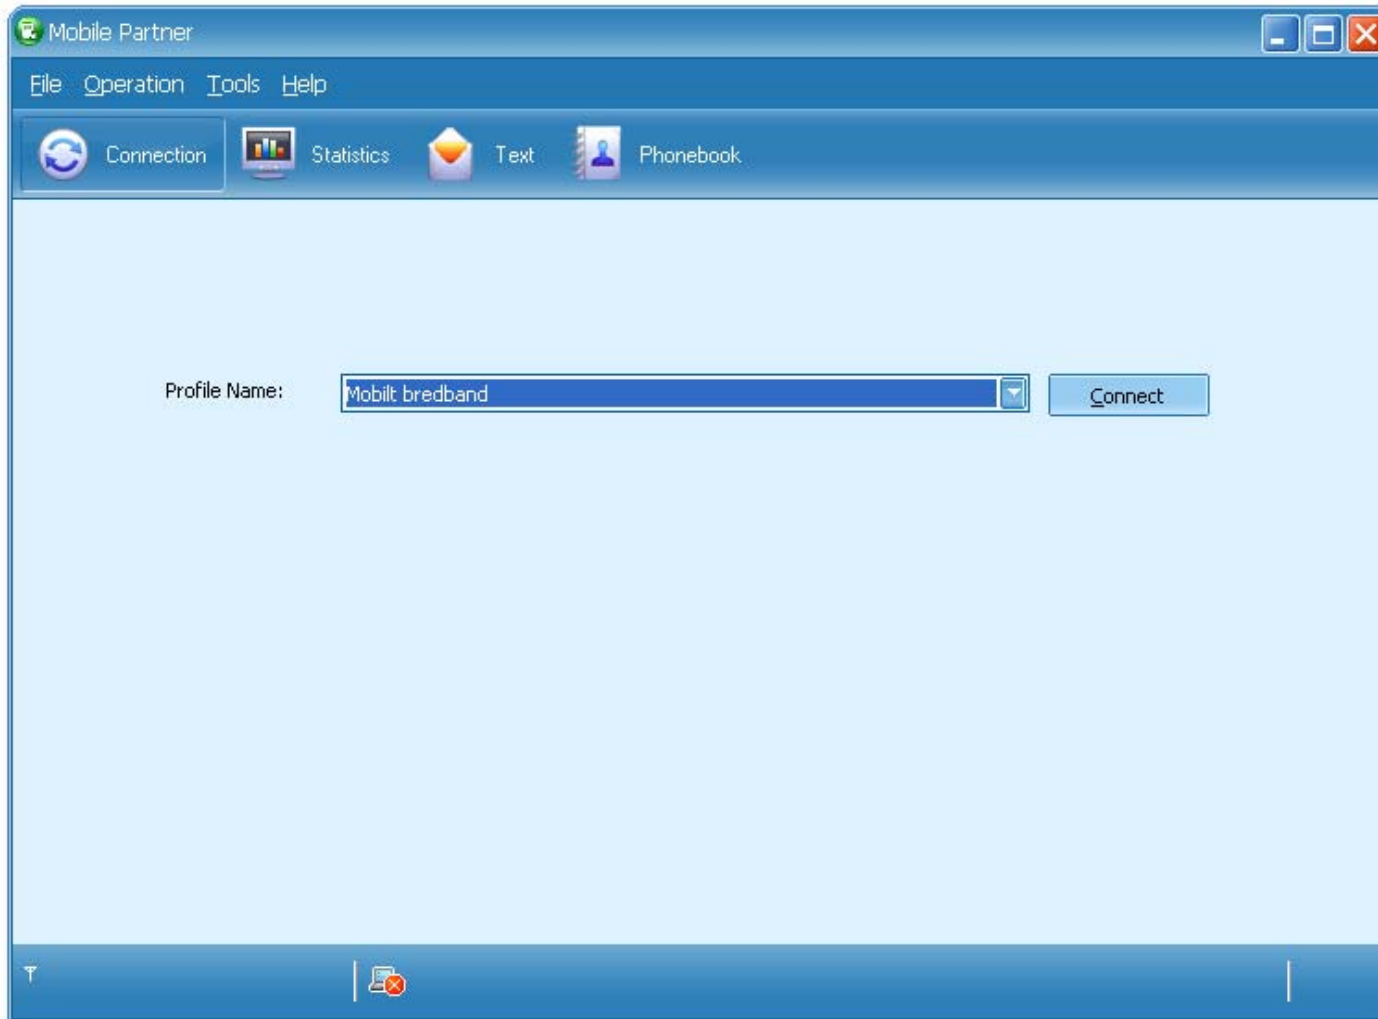 Mobile Partner
File Operation Tools Help
Connection Statistics Text Phonebook
Profile Name: Mobilt bredband Connect